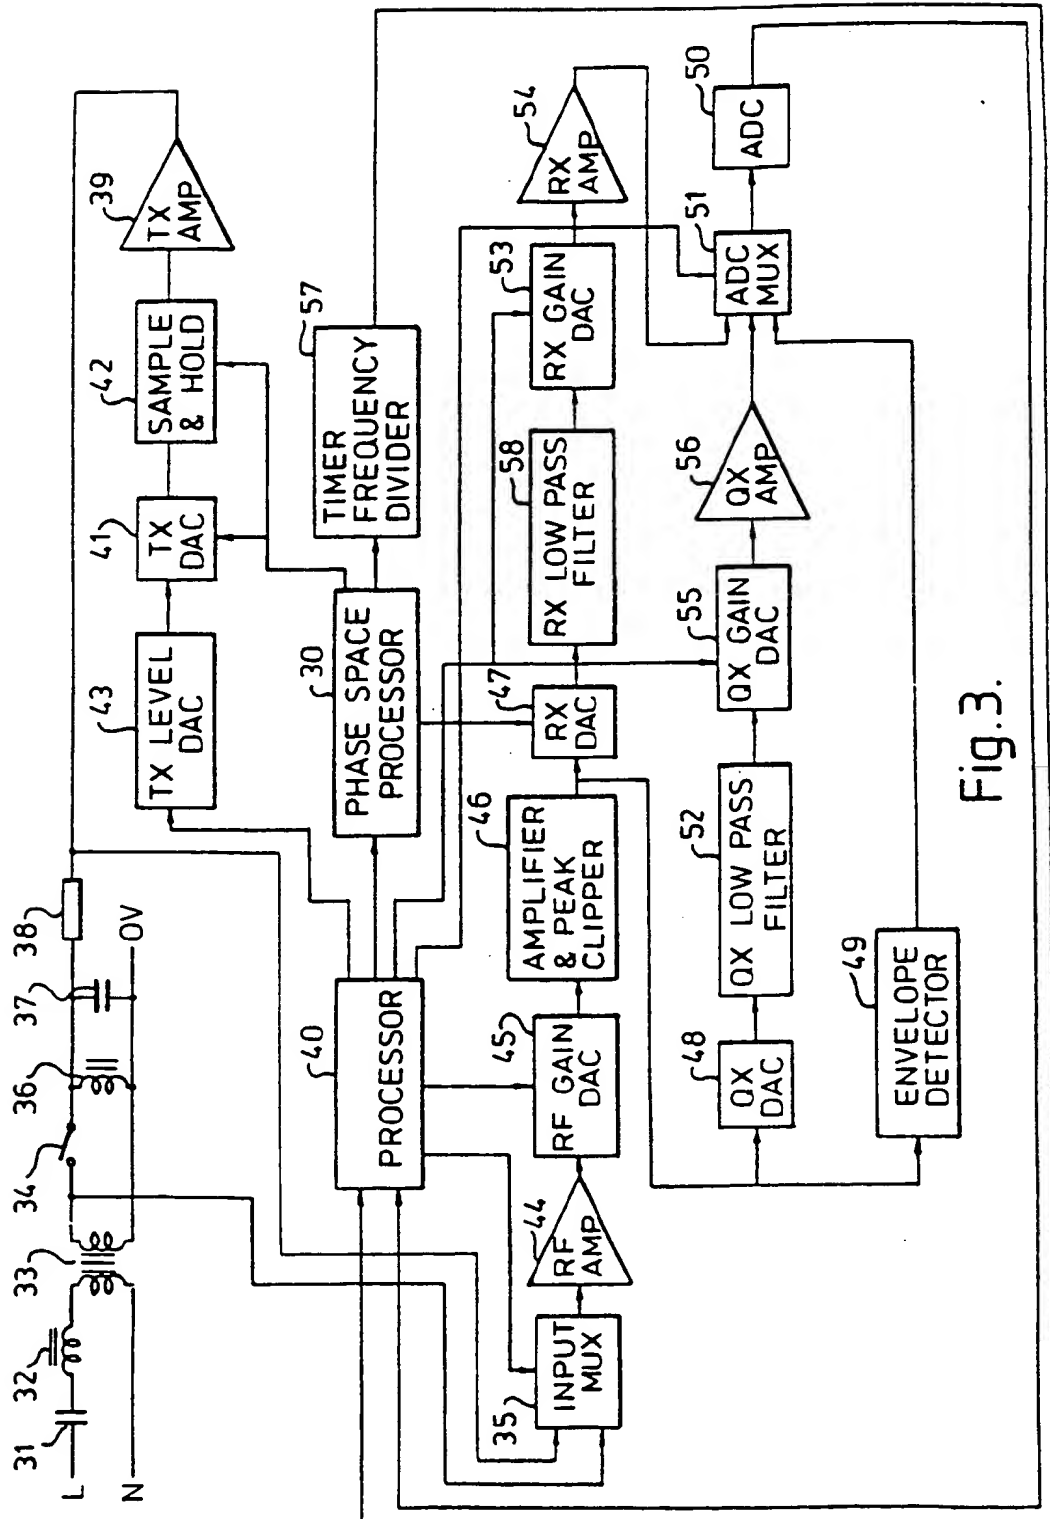 L
N
31
32
33
34
36
37
38
0V
39
TX
AMP
42
SAMPLE
& HOLD
41
TX
DAC
43
TX LEVEL
DAC
57
TIMER
FREQUENCY
DIVIDER
30
PHASE SPACE
PROCESSOR
40
PROCESSOR
35
INPUT
MUX
44
RF
AMP
45
RF GAIN
DAC
46
AMPLIFIER
& PEAK
CLIPPER
47
RX
DAC
58
RX LOW PASS
FILTER
53
RX GAIN
DAC
54
RX
AMP
48
QX
DAC
52
QX LOW PASS
FILTER
55
QX GAIN
DAC
56
QX
AMP
51
ADC
MUX
50
ADC
49
ENVELOPE
DETECTOR
Fig.3.